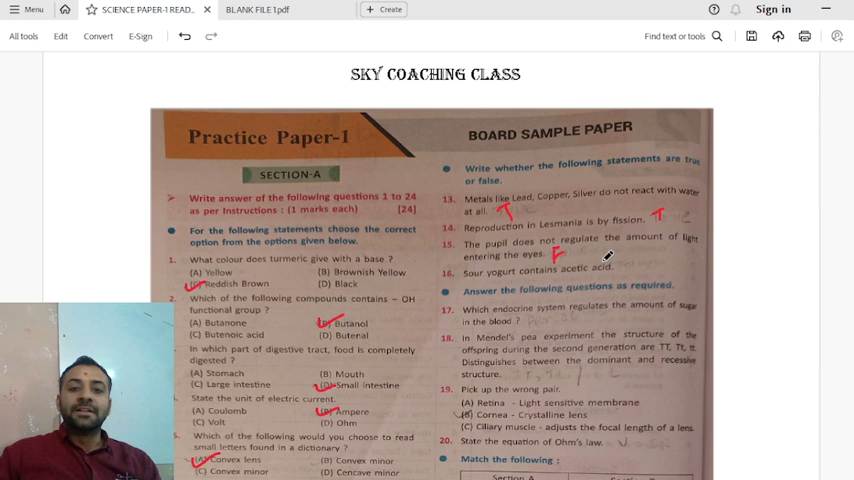 Menu
SCIENCE PAPER-1 READ...
BLANK FILE 1.pdf
Create
Sign in
All tools
Edit
Convert
E-Sign
Find text or tools
SKY COACHING CLASS
Practice Paper-1
BOARD SAMPLE PAPER
SECTION-A
Write answer of the following questions 1 to 24
as per Instructions : (1 marks each) [24]
For the following statements choose the correct
option from the options given below.
1. What colour does turmeric give with a base ?
(A) Yellow (B) Brownish Yellow
(C) Reddish Brown (D) Black
2. Which of the following compounds contains – OH
functional group ?
(A) Butanone (B) Butanol
(C) Butenoic acid (D) Butenal
In which part of digestive tract, food is completely
digested ?
(A) Stomach (B) Mouth
(C) Large intestine (D) Small intestine
State the unit of electric current.
(A) Coulomb (B) Ampere
(C) Volt (D) Ohm
5. Which of the following would you choose to read
small letters found in a dictionary ?
(A) Convex lens (B) Convex minor
(C) Convex minor (D) Cencave minor
Write whether the following statements are true
or false.
13. Metals like Lead, Copper, Silver do not react with water
at all. T
14. Reproduction in Lesmania is by fission. T
15. The pupil does not regulate the amount of light
entering the eyes. F
16. Sour yogurt contains acetic acid.
Answer the following questions as required.
17. Which endocrine system regulates the amount of sugar
in the blood ?
18. In Mendel's pea experiment the structure of the
offspring during the second generation are TT, Tt, tt.
Distinguishes between the dominant and recessive
structure.
19. Pick up the wrong pair.
(A) Retina - Light sensitive membrane
(B) Cornea - Crystalline lens
(C) Ciliary muscle - adjusts the focal length of a lens.
20. State the equation of Ohm's law.
Match the following :
Section A